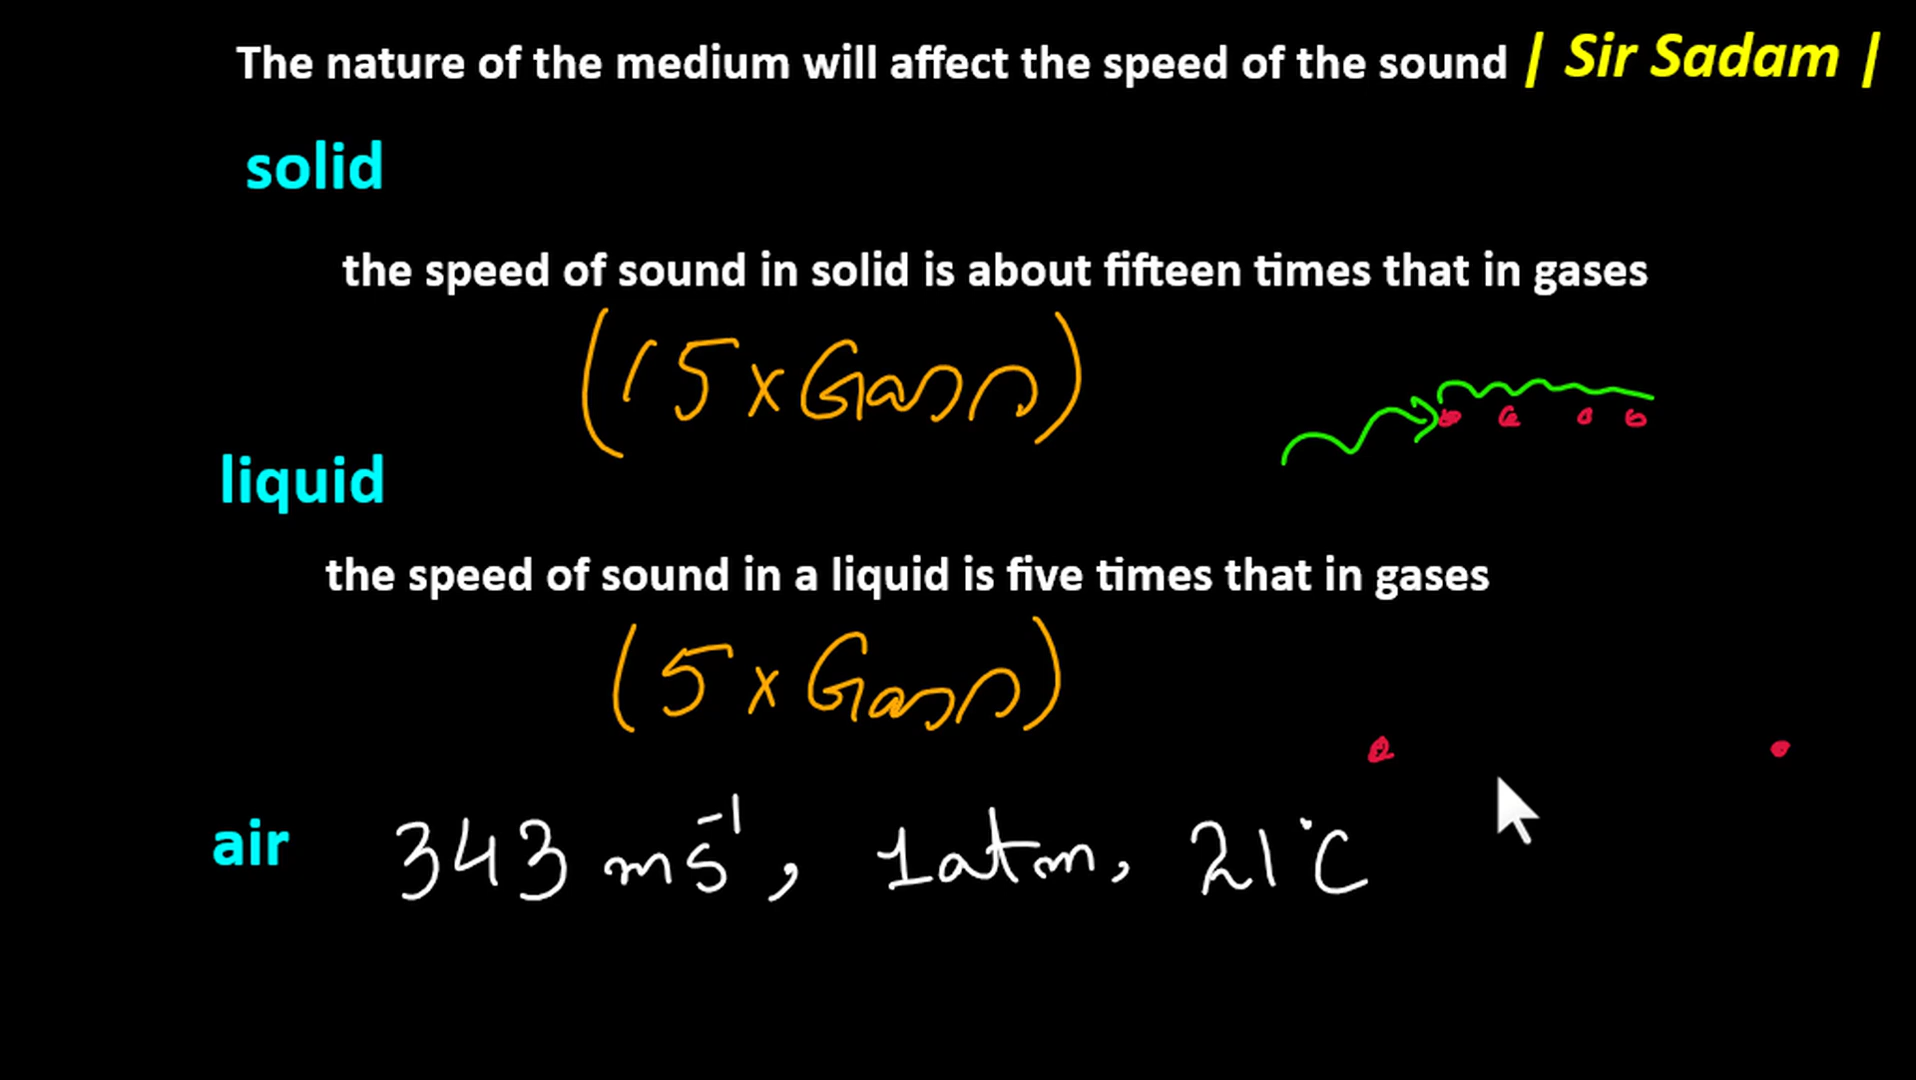 The nature of the medium will affect the speed of the sound | Sir Sadam |
solid
the speed of sound in solid is about fifteen times that in gases
(15 x Gases)
liquid
the speed of sound in a liquid is five times that in gases
(5 x Gases)
air 343 ms⁻¹, 1atm, 21°C